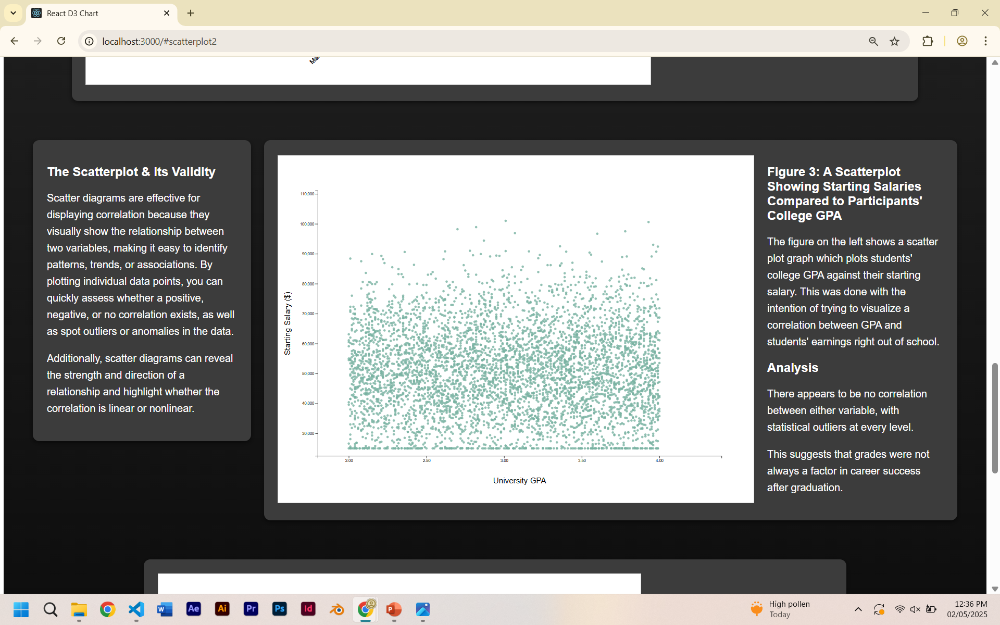 React D3 Chart
localhost:3000/#scatterplot2
The Scatterplot & its Validity
Scatter diagrams are effective for
displaying correlation because they
visually show the relationship between
two variables, making it easy to identify
patterns, trends, or associations. By
plotting individual data points, you can
quickly assess whether a positive,
negative, or no correlation exists, as well
as spot outliers or anomalies in the data.
Additionally, scatter diagrams can reveal
the strength and direction of a
relationship and highlight whether the
correlation is linear or nonlinear.
110,000
100,000
90,000
80,000
70,000
60,000
50,000
40,000
30,000
Starting Salary ($)
2.00
2.50
3.00
3.50
4.00
University GPA
Figure 3: A Scatterplot
Showing Starting Salaries
Compared to Participants'
College GPA
The figure on the left shows a scatter
plot graph which plots students'
college GPA against their starting
salary. This was done with the
intention of trying to visualize a
correlation between GPA and
students' earnings right out of school.
Analysis
There appears to be no correlation
between either variable, with
statistical outliers at every level.
This suggests that grades were not
always a factor in career success
after graduation.
W
Ae
Ai
Pr
Ps
Id
P
High pollen
Today
12:36 PM
02/05/2025